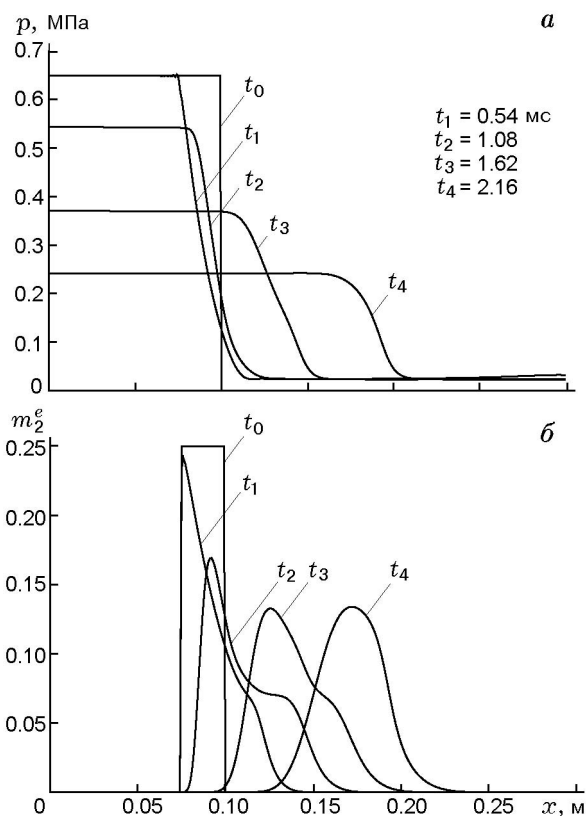 p, МПа
а
0.7
0.6
0.5
0.4
0.3
0.2
0.1
0
t₀
t₁
t₂
t₃
t₄
t₁ = 0.54 мс
t₂ = 1.08
t₃ = 1.62
t₄ = 2.16
m₂ᵉ
б
0.25
0.20
0.15
0.10
0.05
t₀
t₁
t₂ t₃ t₄
0 0.05 0.10 0.15 0.20 0.25 x, м